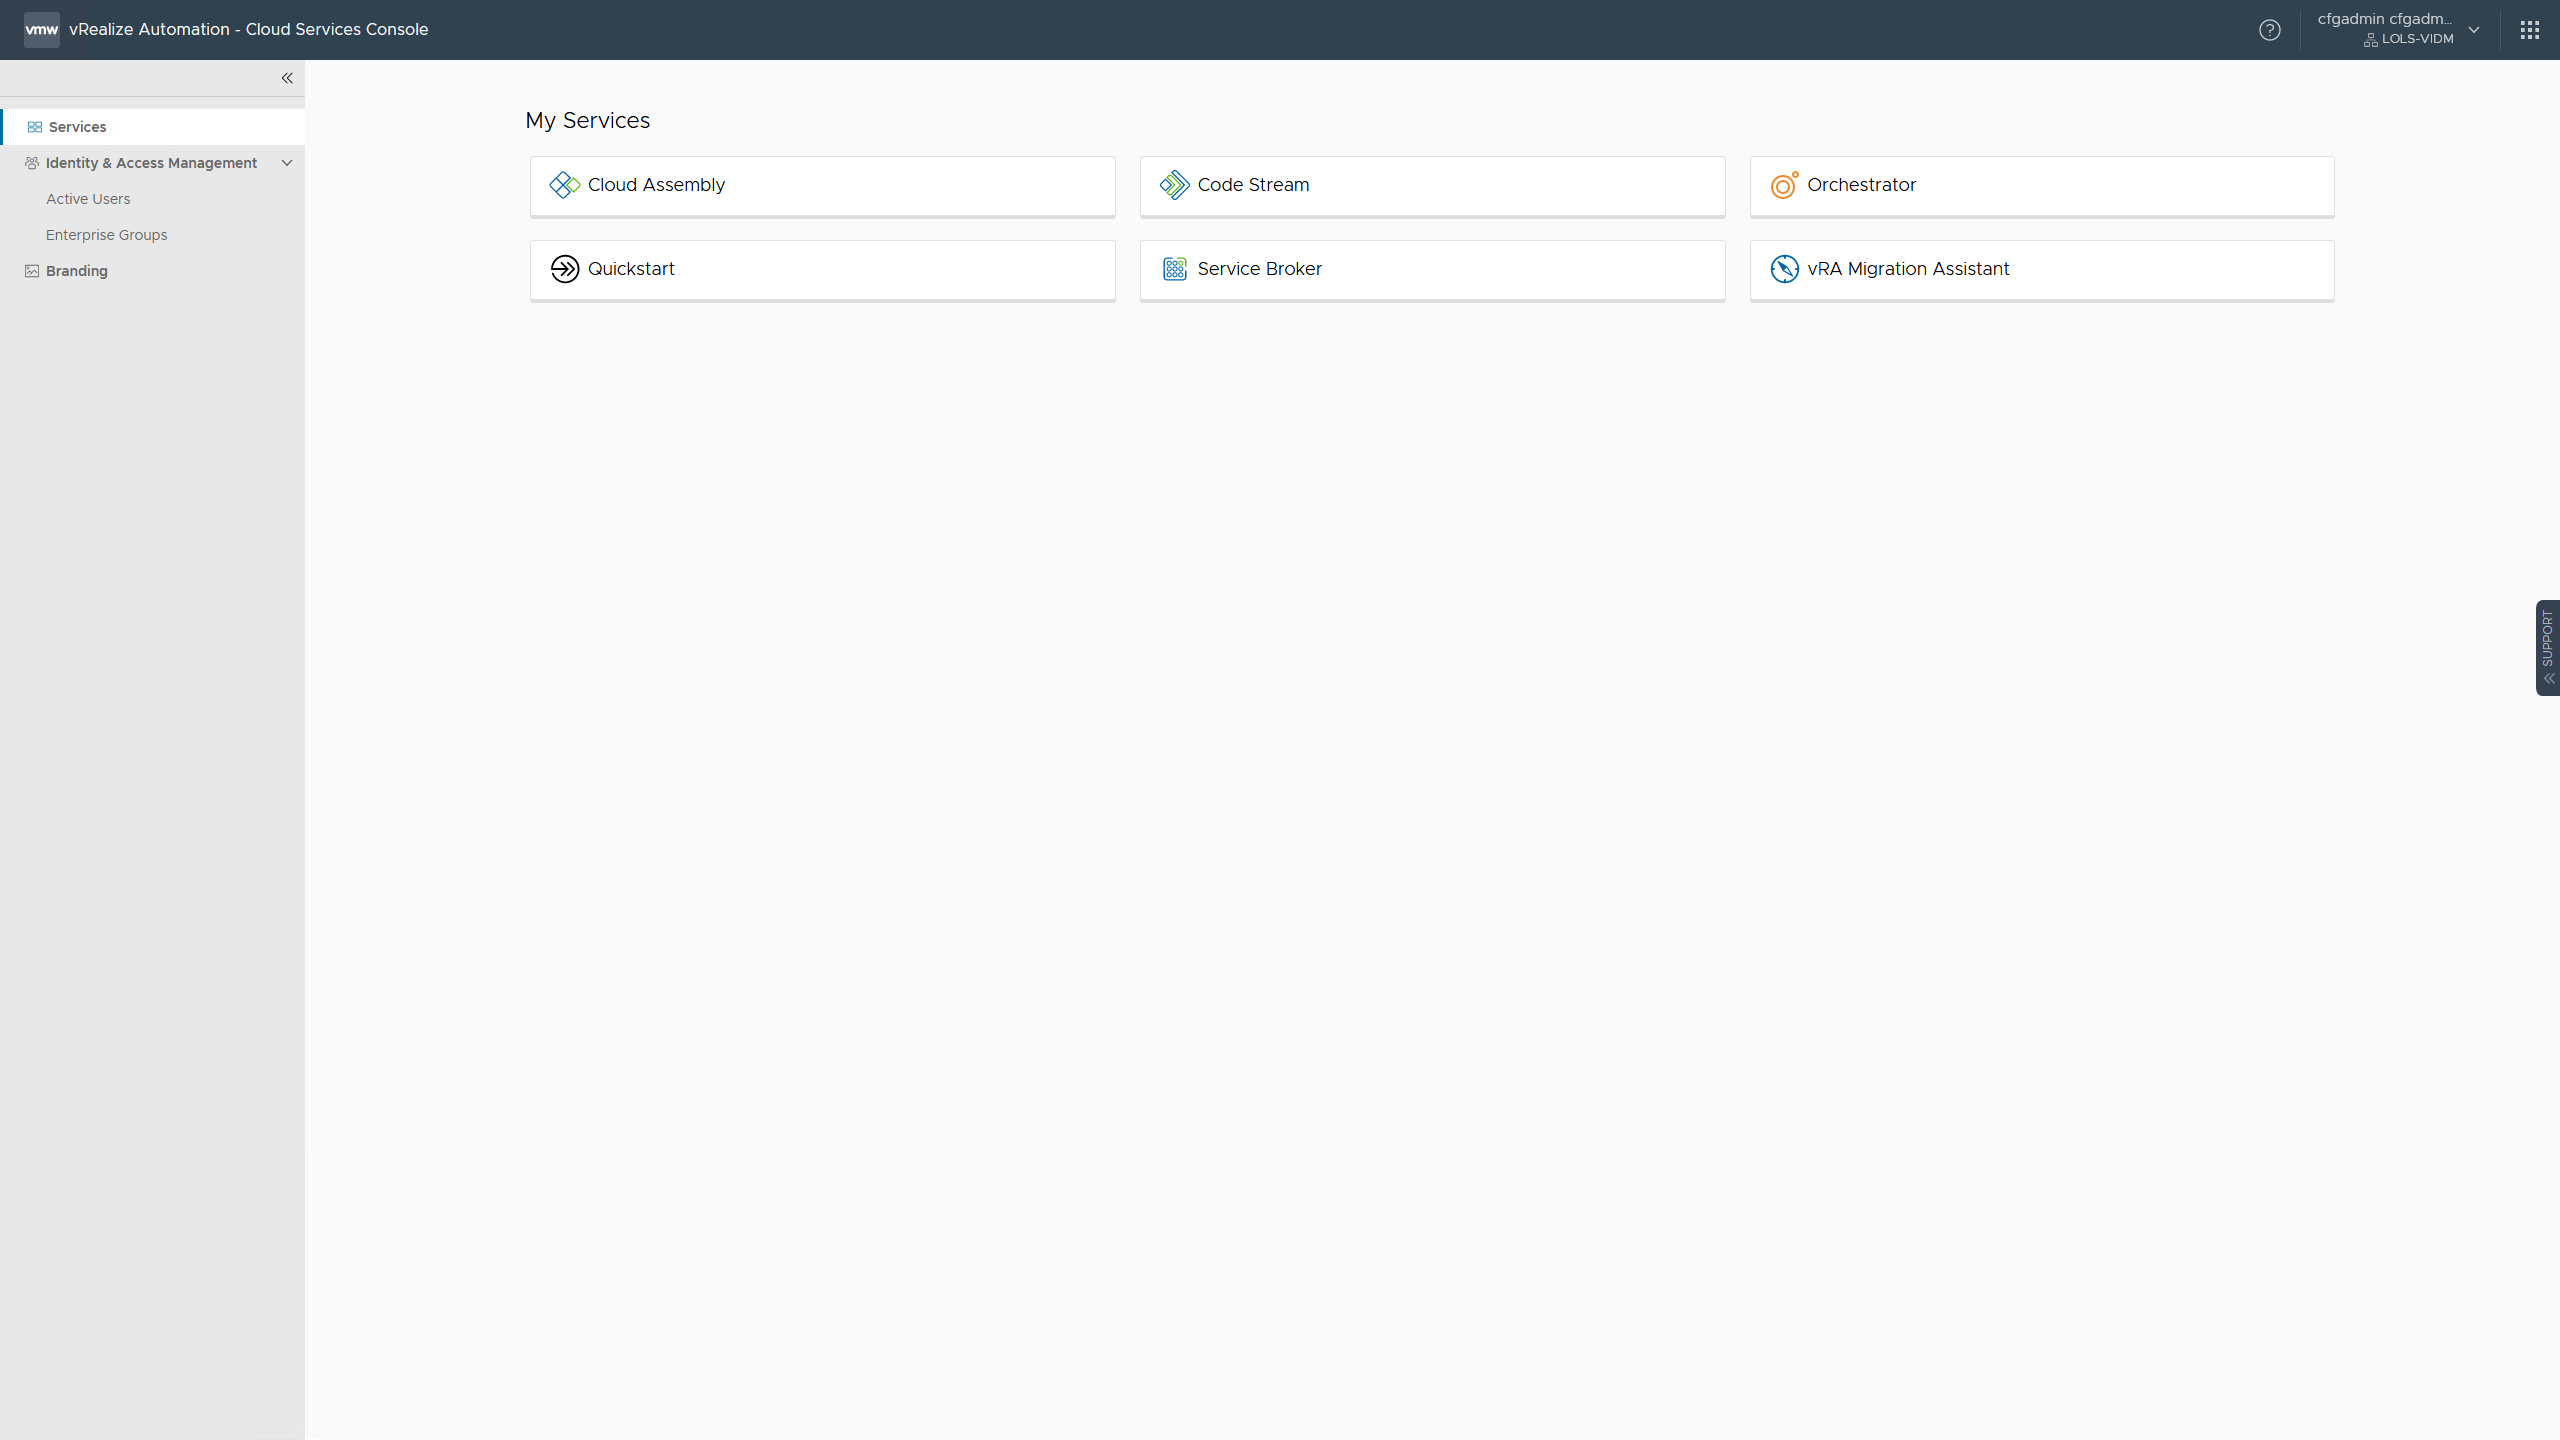 vmw vRealize Automation - Cloud Services Console
cfgadmin cfgadm...
LOLS-VIDM
Services
Identity & Access Management
Active Users
Enterprise Groups
Branding
My Services
Cloud Assembly
Code Stream
Orchestrator
Quickstart
Service Broker
vRA Migration Assistant
SUPPORT